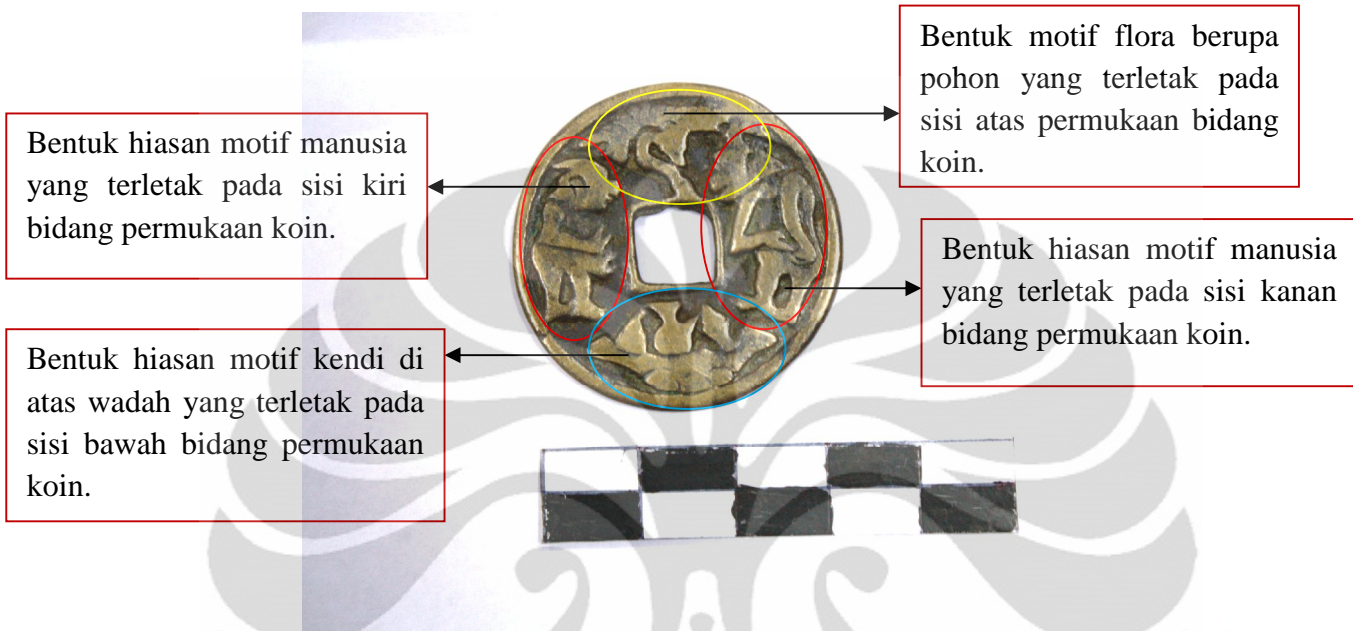 Bentuk motif flora berupa
pohon yang terletak pada
sisi atas permukaan bidang
koin.
Bentuk hiasan motif manusia
yang terletak pada sisi kiri
bidang permukaan koin.
Bentuk hiasan motif manusia
yang terletak pada sisi kanan
bidang permukaan koin.
Bentuk hiasan motif kendi di
atas wadah yang terletak pada
sisi bawah bidang permukaan
koin.